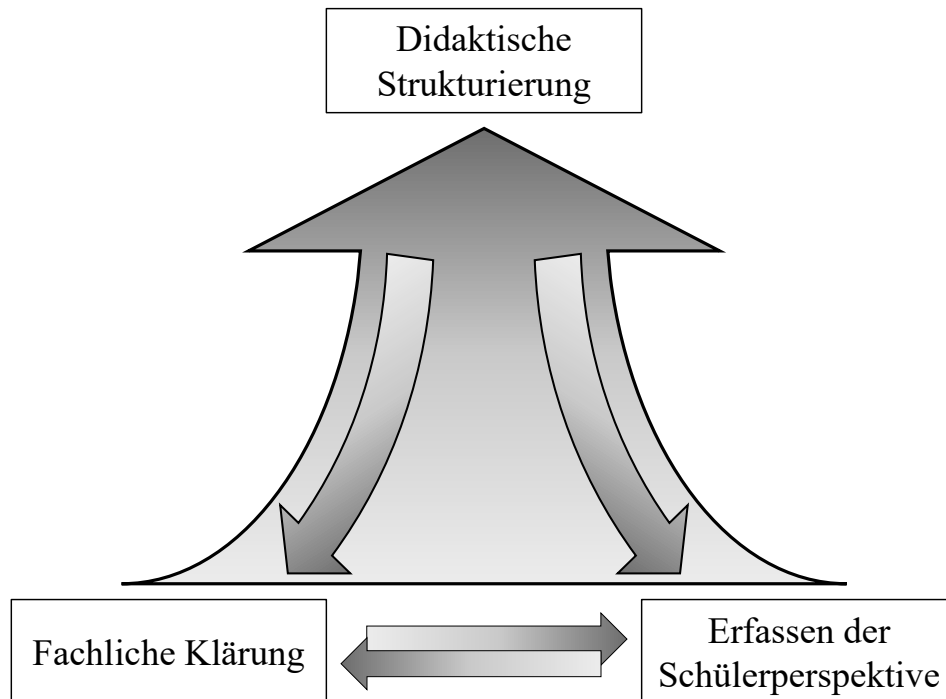 Didaktische
Strukturierung
Fachliche Klärung
Erfassen der
Schülerperspektive